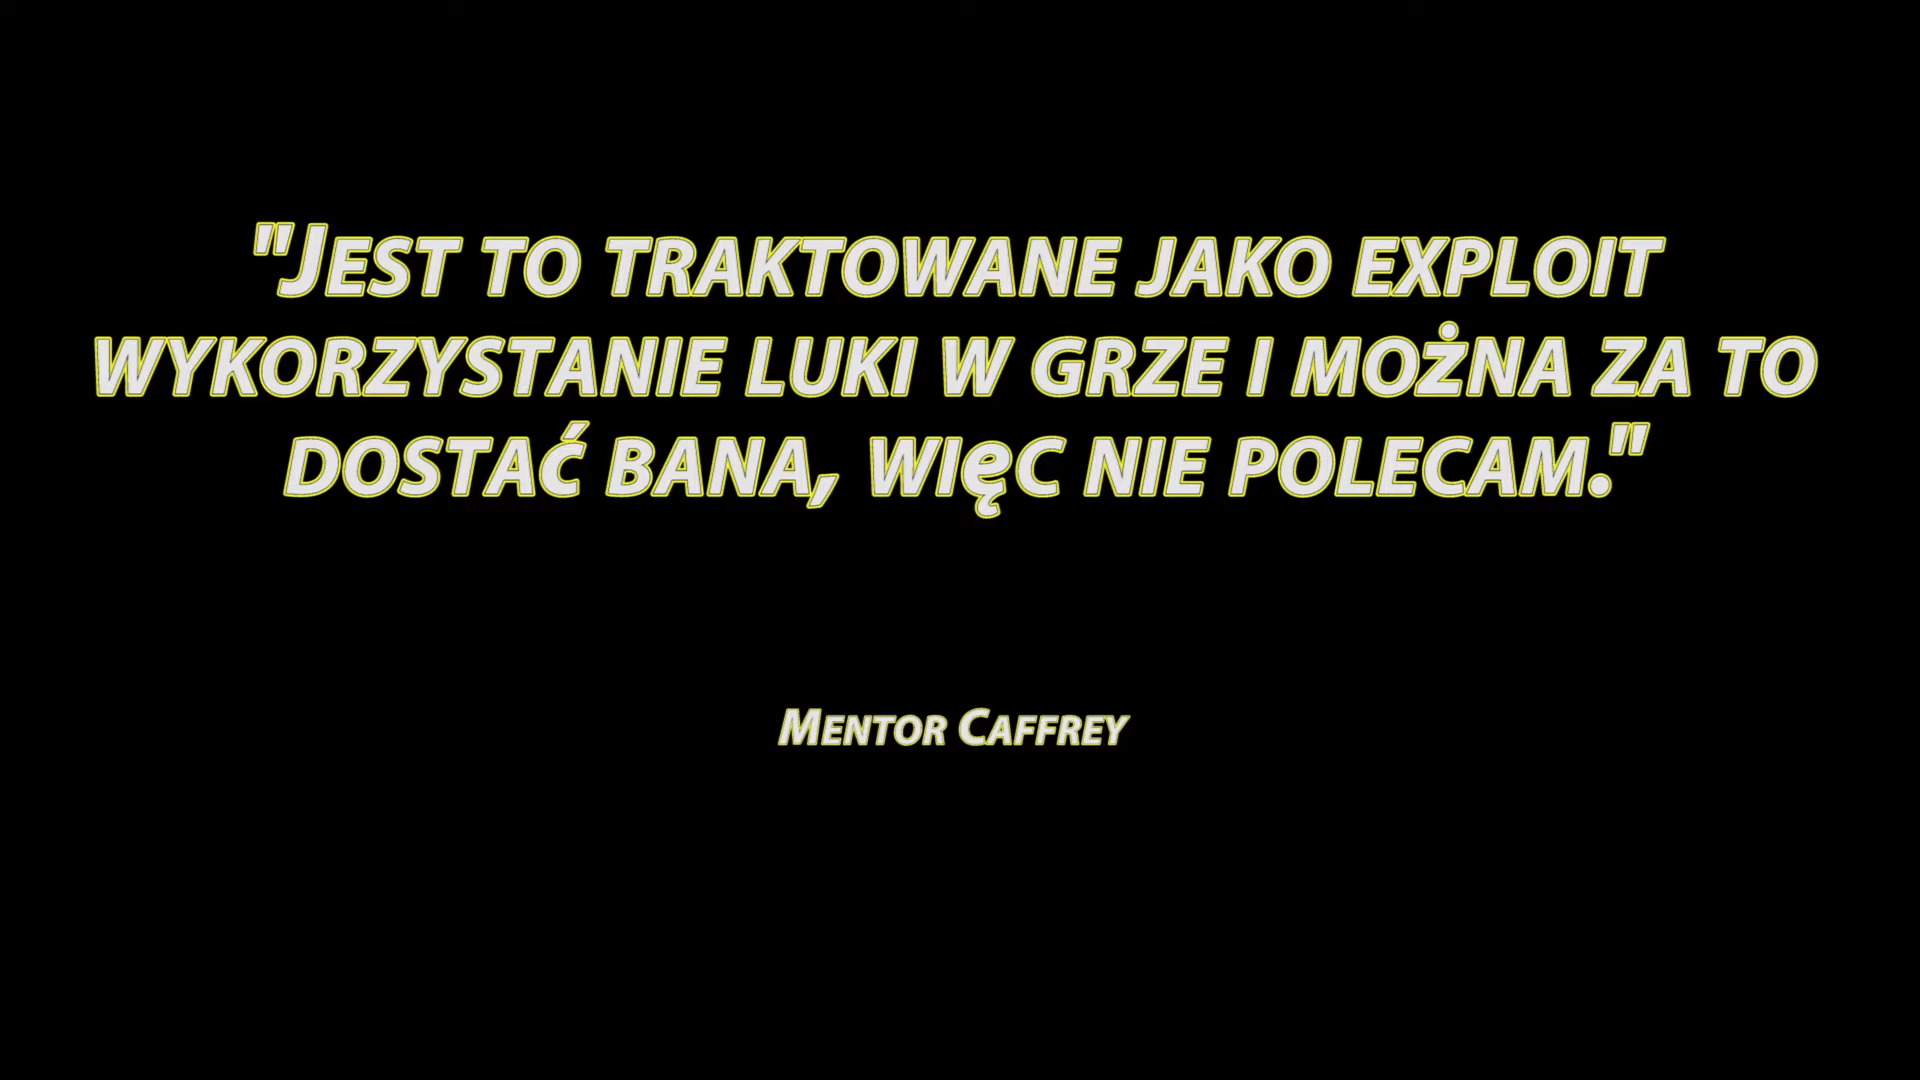 "Jest to traktowane jako exploit
wykorzystanie luki w grze i można za to
dostać bana, więc nie polecam."
Mentor Caffrey